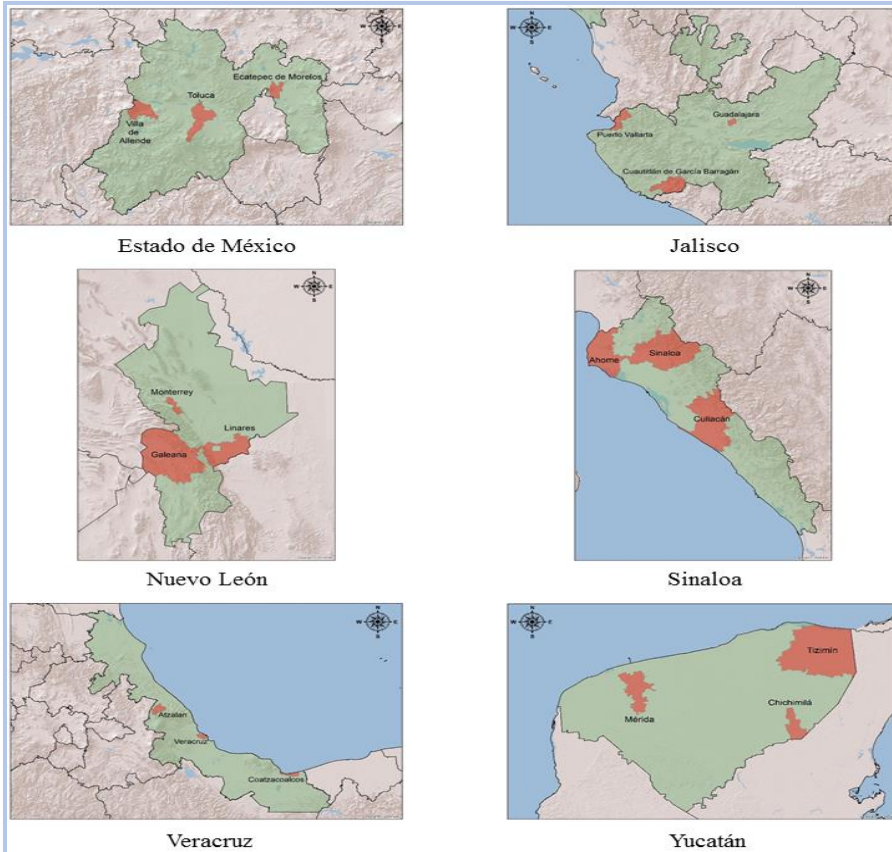 N
W E
S
Ecatepec de Morelos
Toluca
Villa
de
Allende
Estado de México
N
W E
S
Guadalajara
Puerto Vallarta
Cuautitlán de García Barragán
Jalisco
N
W E
S
Monterrey
Linares
Galeana
Nuevo León
N
W E
S
Sinaloa
Ahome
Culiacán
Sinaloa
N
W E
S
Atzalan
Veracruz
Coatzacoalcos
Veracruz
N
W E
S
Tizimín
Chichimilá
Mérida
Yucatán